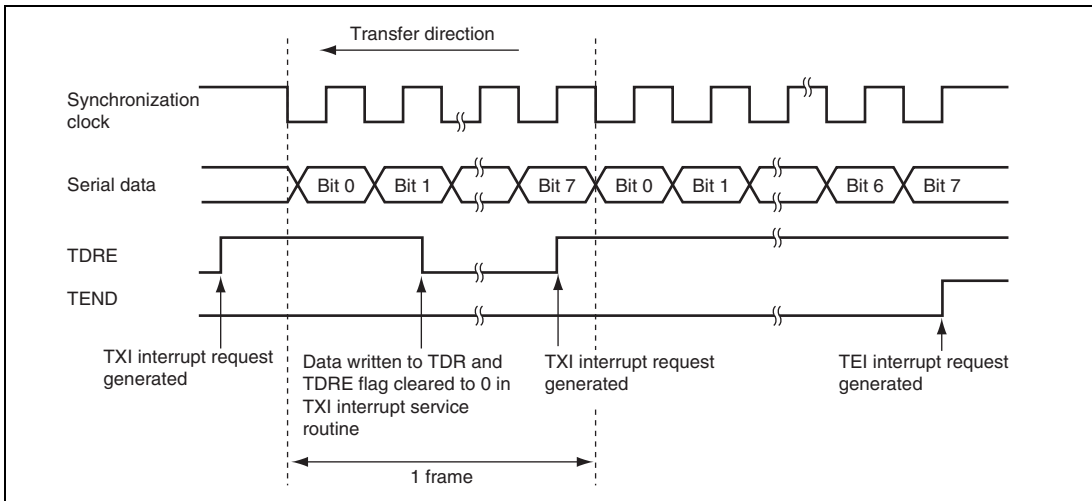 Transfer direction
Synchronization
clock
Serial data
Bit 0
Bit 1
Bit 7
Bit 0
Bit 1
Bit 6
Bit 7
TDRE
TEND
TXI interrupt request
generated
Data written to TDR and
TDRE flag cleared to 0 in
TXI interrupt service
routine
TXI interrupt request
generated
TEI interrupt request
generated
1 frame